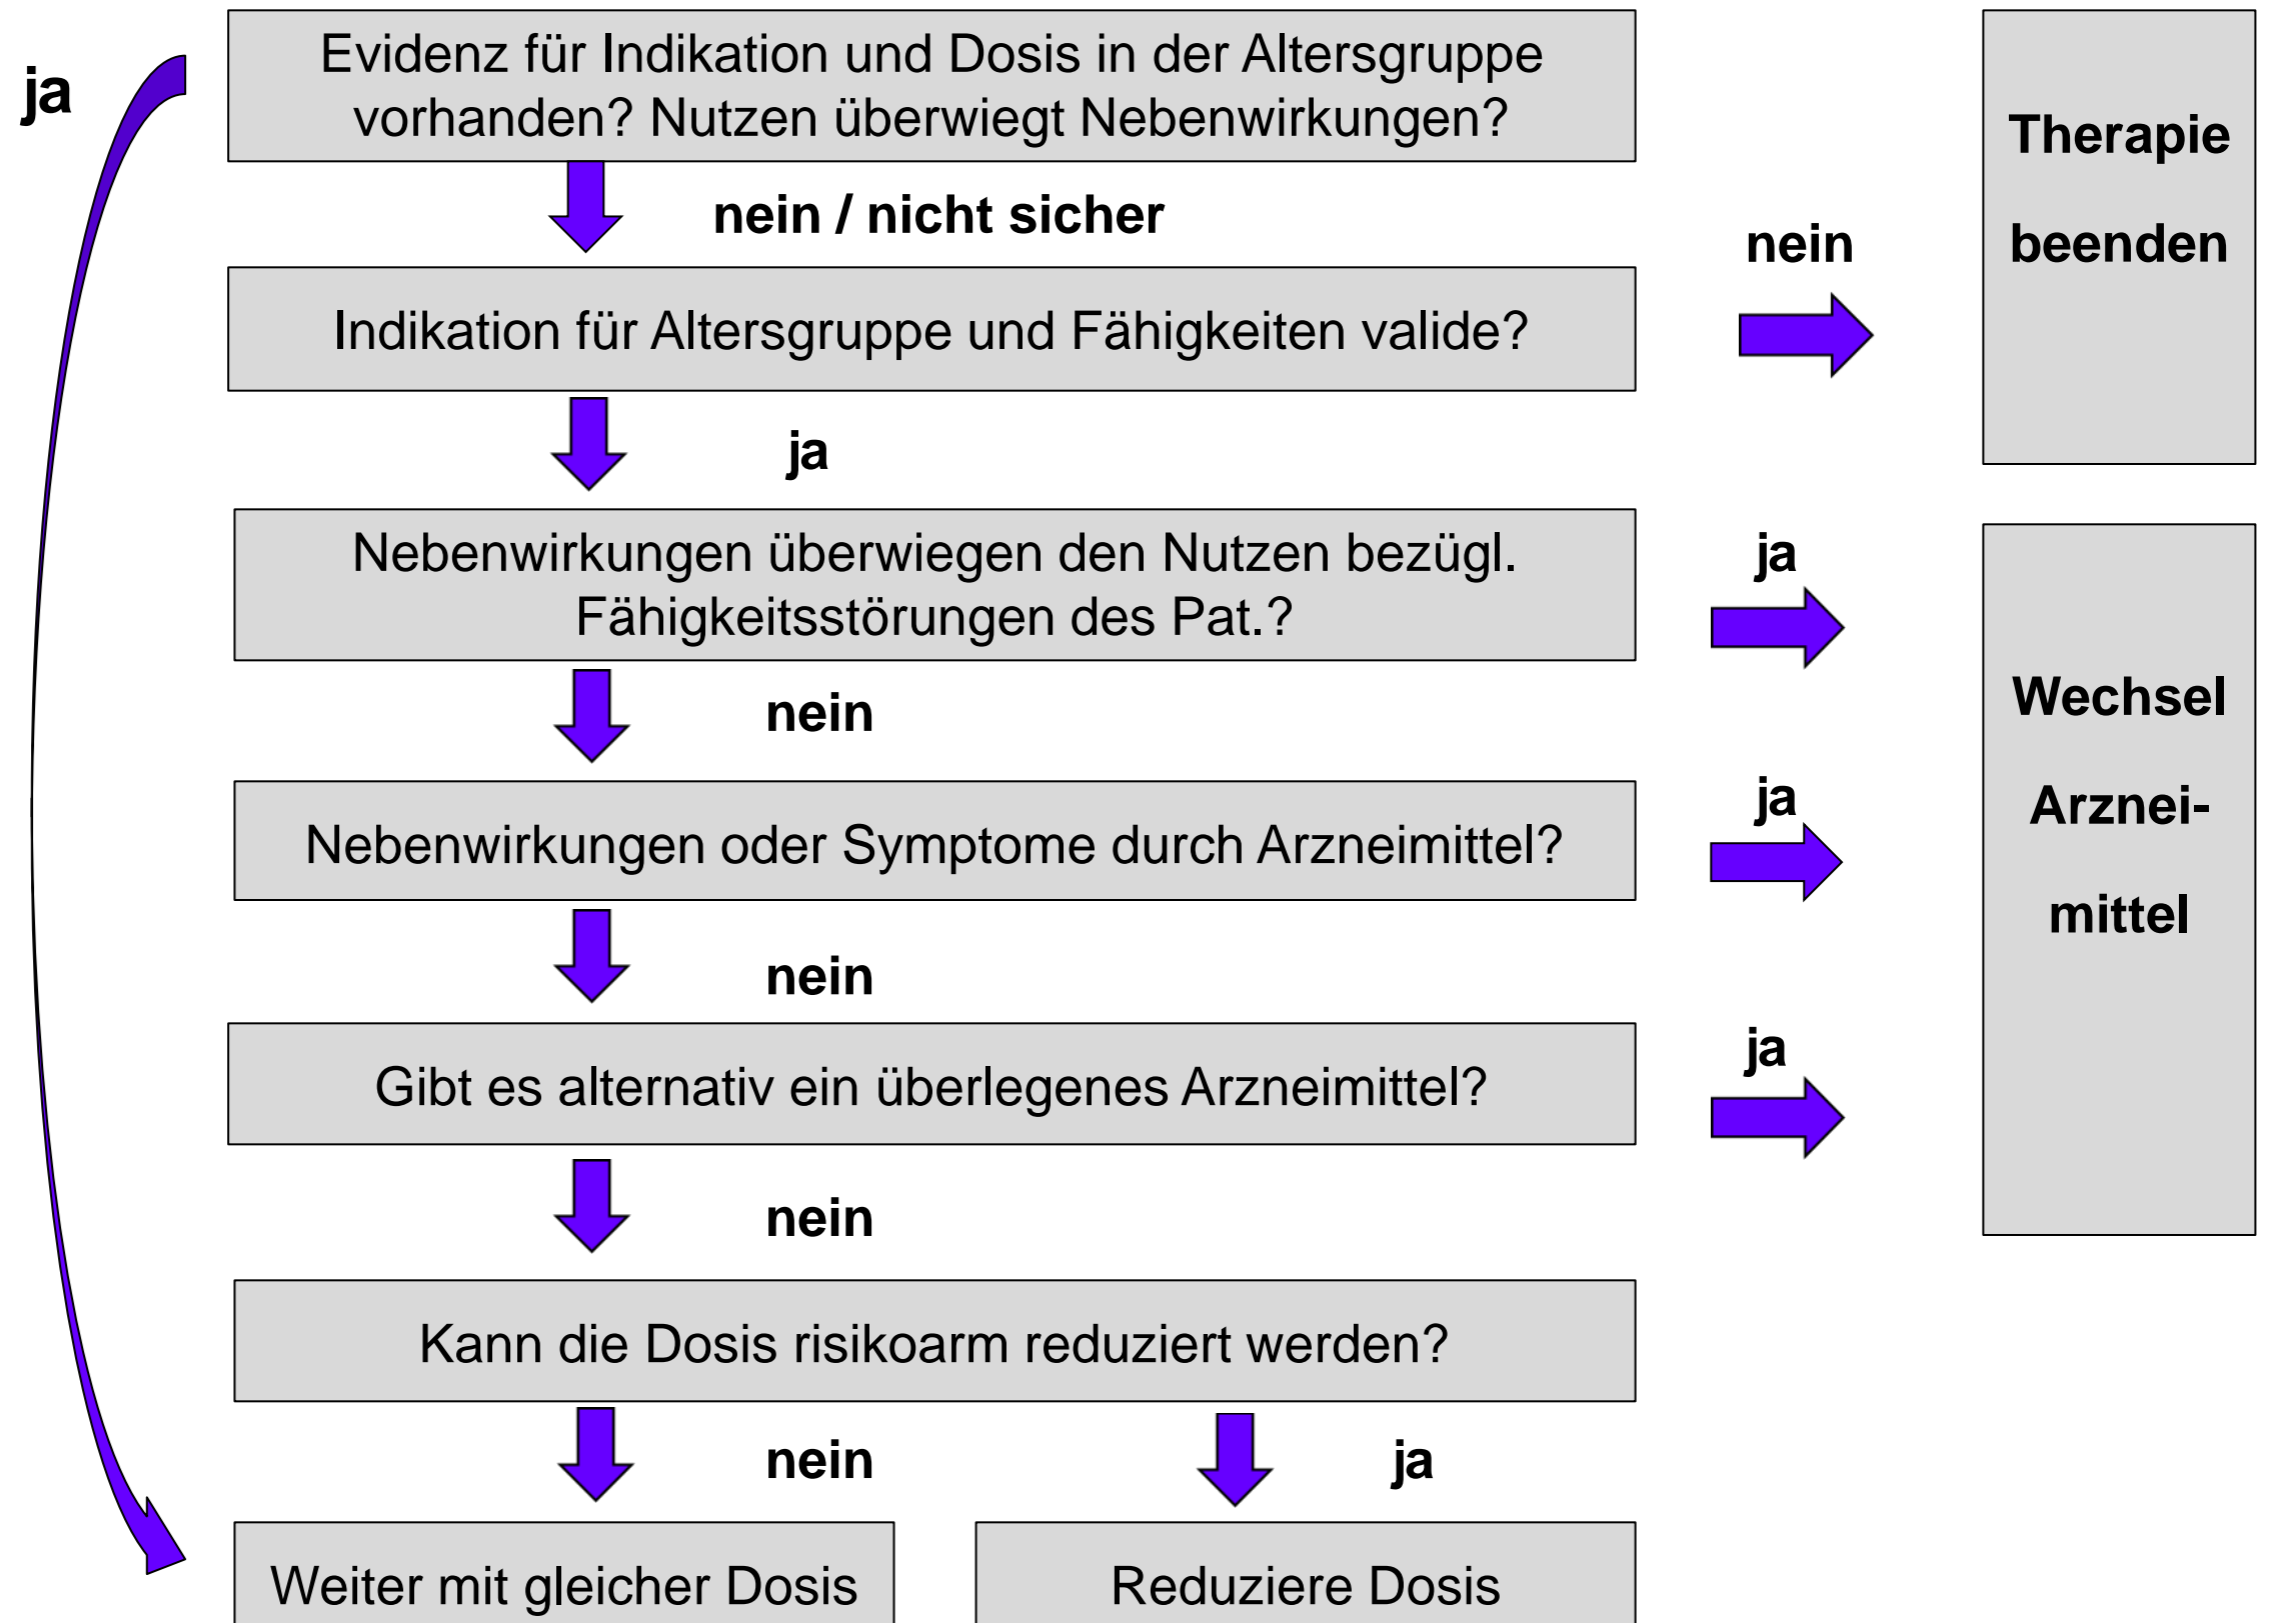 ja
Evidenz für Indikation und Dosis in der Altersgruppe
vorhanden? Nutzen überwiegt Nebenwirkungen?
nein / nicht sicher
Indikation für Altersgruppe und Fähigkeiten valide?
nein
Therapie
beenden
ja
Nebenwirkungen überwiegen den Nutzen bezügl.
Fähigkeitsstörungen des Pat.?
ja
Wechsel
Arznei-
mittel
nein
Nebenwirkungen oder Symptome durch Arzneimittel?
ja
nein
Gibt es alternativ ein überlegenes Arzneimittel?
ja
nein
Kann die Dosis risikoarm reduziert werden?
nein
ja
Weiter mit gleicher Dosis
Reduziere Dosis